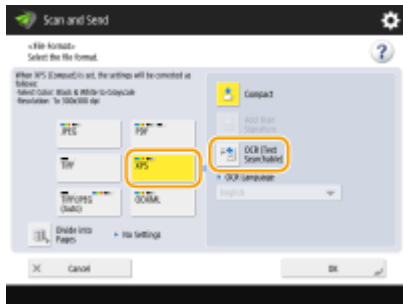 Scan and Send
<File Format>
Select the file format.
When XPS (Compact) is set, the settings will be corrected as
follows:
-Select Color: Black & White to Grayscale
-Resolution: To 300x300 dpi
JPEG
PDF
TIFF
XPS
TIFF/JPEG
(Auto)
OOXML
Divide into
Pages
No Settings
Compact
Add Dev.
Signature
OCR (Text
Searchable)
OCR Language
English
Cancel
OK